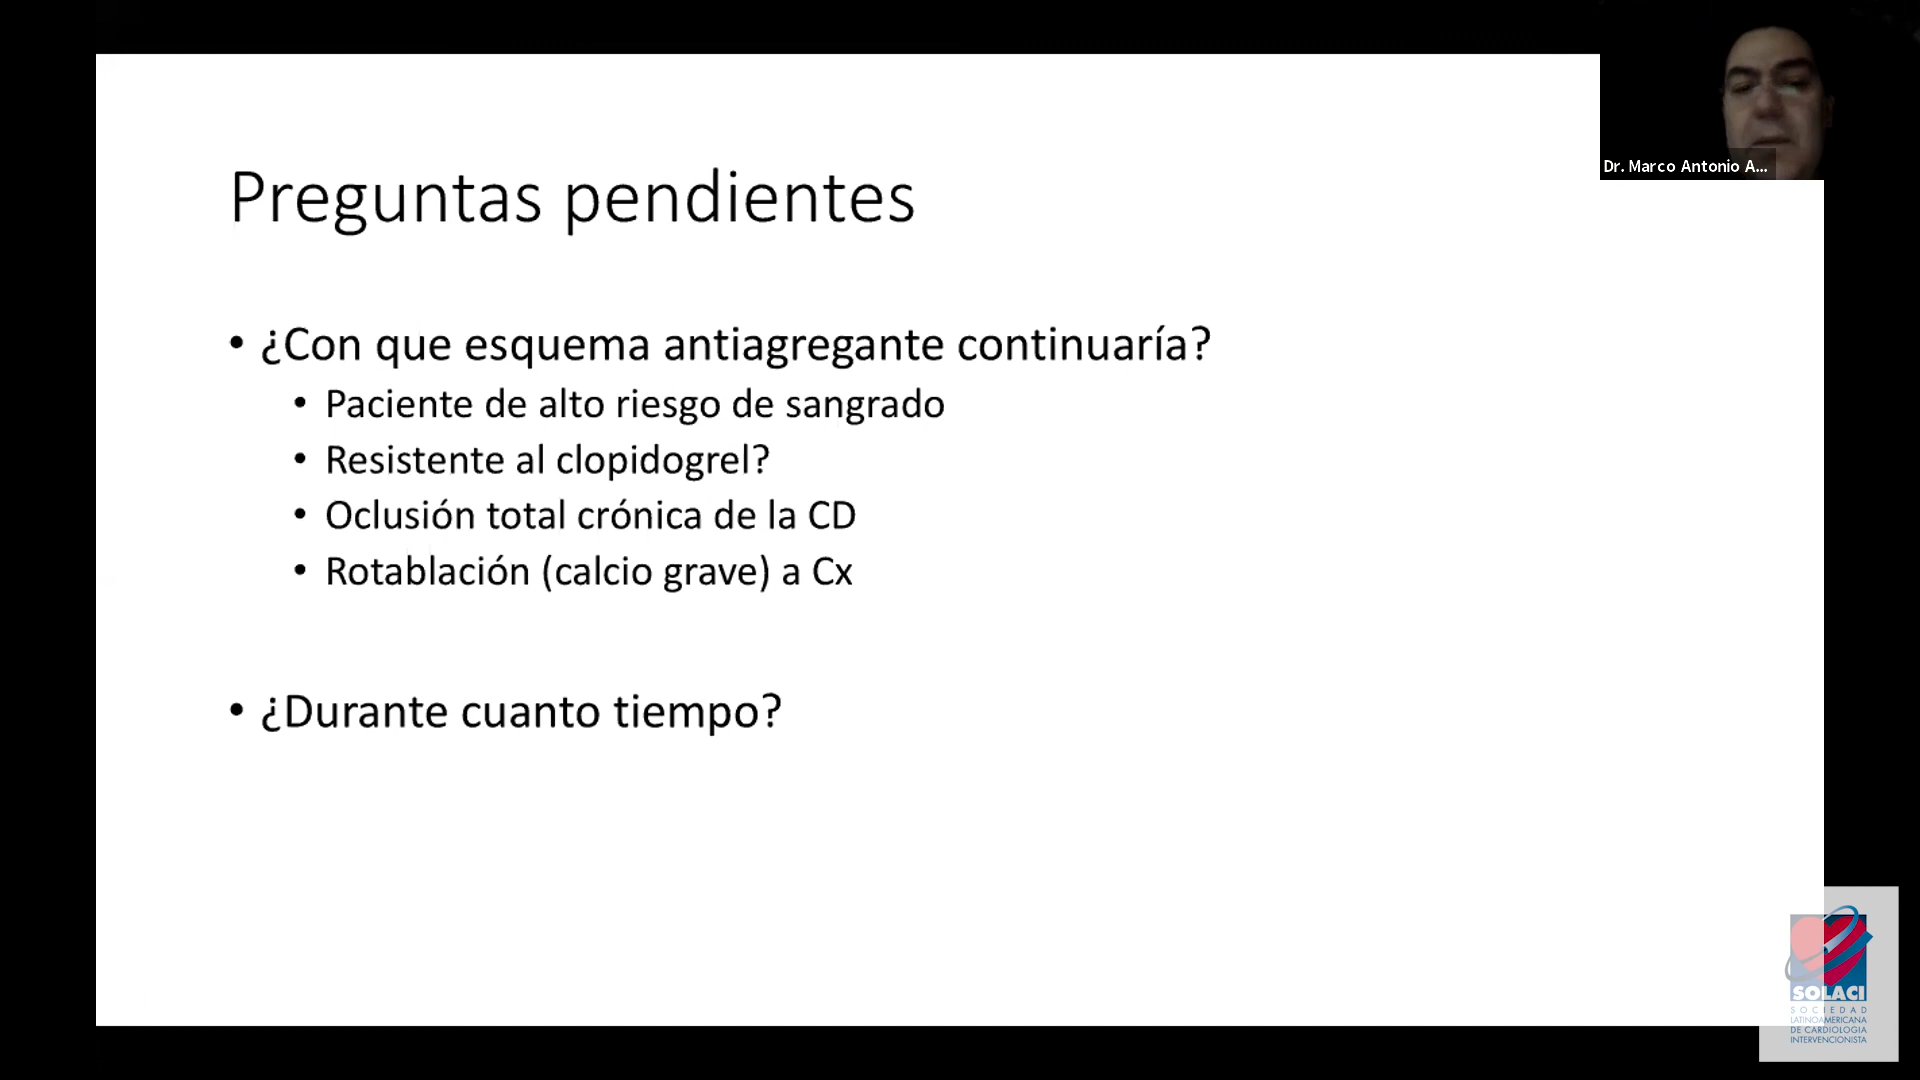 Dr. Marco Antonio A...
Preguntas pendientes
• ¿Con que esquema antiagregante continuaría?
• Paciente de alto riesgo de sangrado
• Resistente al clopidogrel?
• Oclusión total crónica de la CD
• Rotablación (calcio grave) a Cx
• ¿Durante cuanto tiempo?
SOLACI
SOCIEDAD
LATINOAMERICANA
DE CARDIOLOGIA
INTERVENCIONISTA